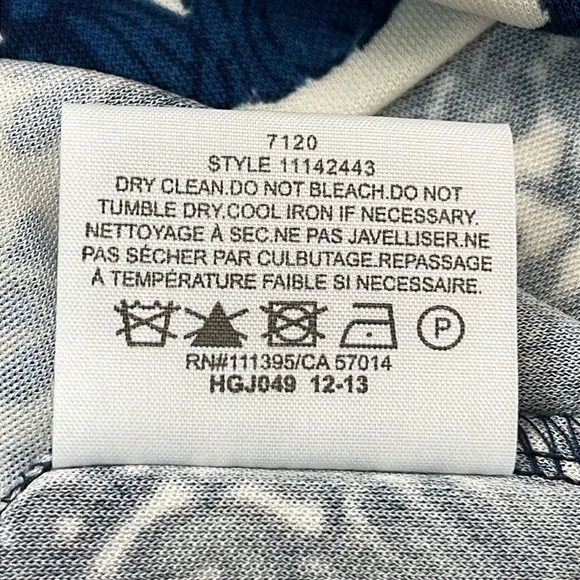 7120
STYLE 11142443
DRY CLEAN.DO NOT BLEACH.DO NOT
TUMBLE DRY.COOL IRON IF NECESSARY.
NETTOYAGE À SEC.NE PAS JAVELLISER.NE
PAS SÉCHER PAR CULBUTAGE.REPASSAGE
À TEMPÉRATURE FAIBLE SI NECESSAIRE.
P
RN#111395/CA 57014
HGJ049 12-13